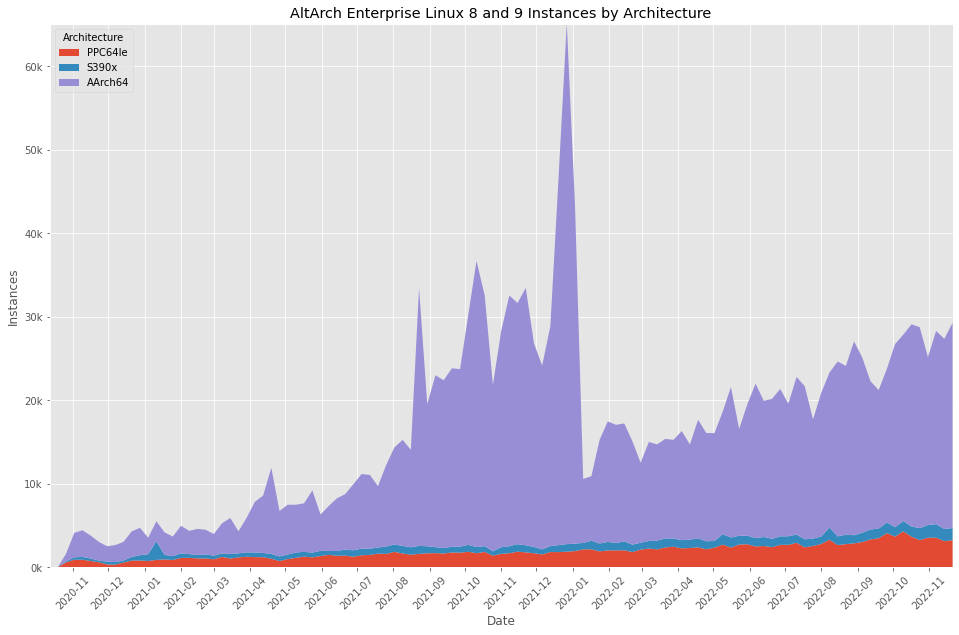 AltArch Enterprise Linux 8 and 9 Instances by Architecture
Architecture
PPC64le
S390x
AArch64
60k
50k
40k
30k
20k
10k
0k
Instances
2020-11
2020-12
2021-01
2021-02
2021-03
2021-04
2021-05
2021-06
2021-07
2021-08
2021-09
2021-10
2021-11
2021-12
2022-01
2022-02
2022-03
2022-04
2022-05
2022-06
2022-07
2022-08
2022-09
2022-10
2022-11
Date